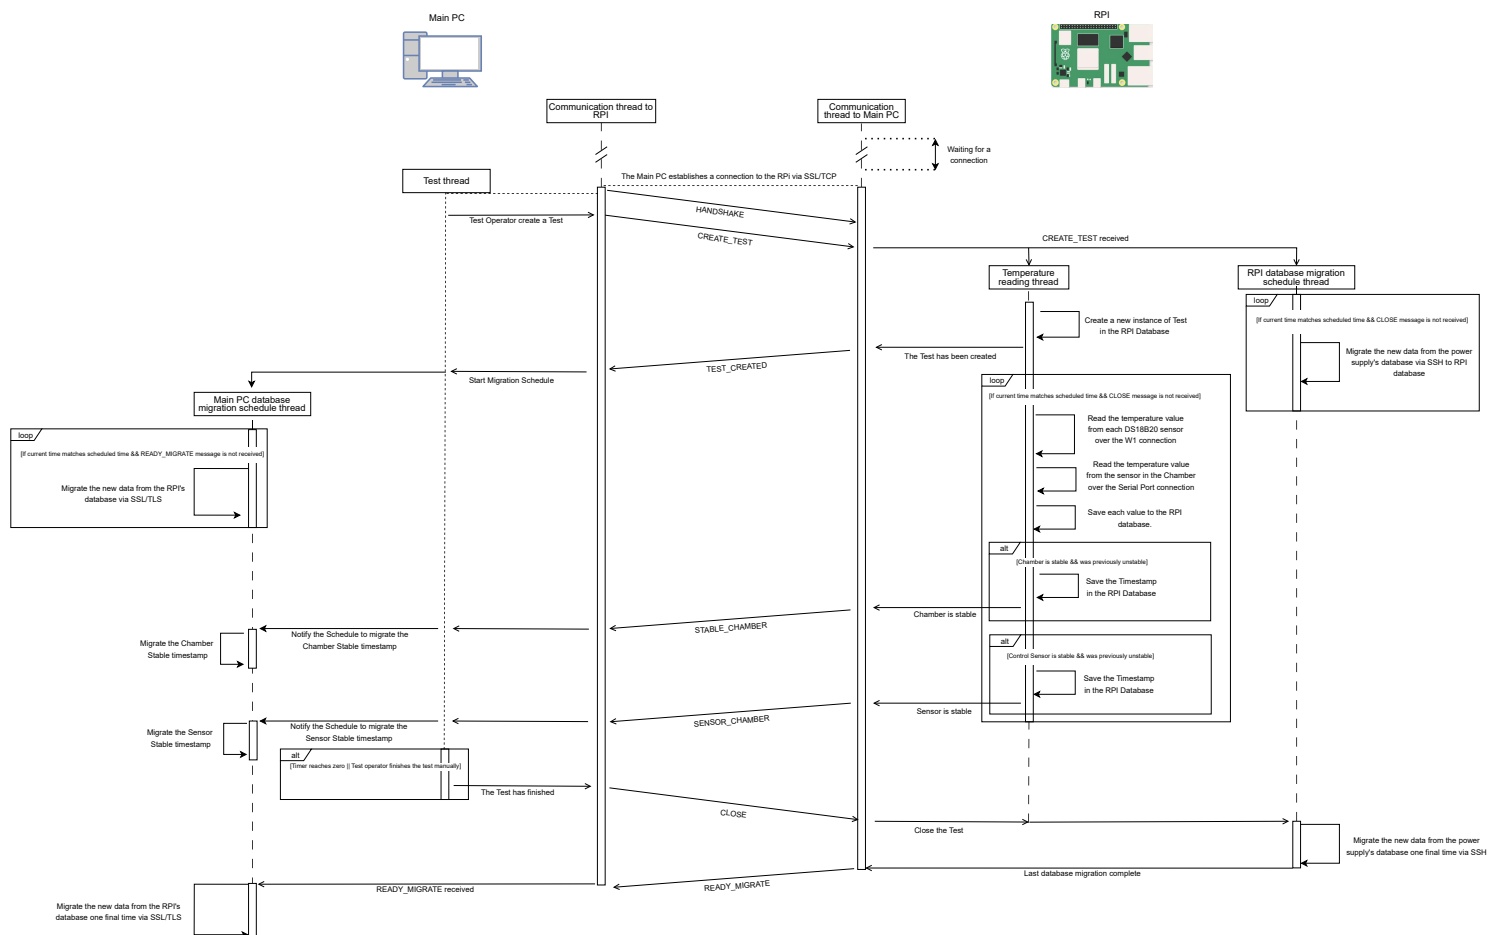 Main PC
RPI
Communication thread to
RPI
Communication
thread to Main PC
Waiting for a
connection
Test thread
The Main PC establishes a connection to the RPi via SSL/TCP
HANDSHAKE
Test Operator create a Test
CREATE_TEST
CREATE_TEST received
Temperature
reading thread
RPI database migration
schedule thread
loop
[If current time matches scheduled time && CLOSE message is not received]
Create a new instance of Test
in the RPI Database
Migrate the new data from the power
supply's database via SSH to RPI
database
The Test has been created
TEST_CREATED
Start Migration Schedule
Main PC database
migration schedule thread
loop
[If current time matches scheduled time && CLOSE message is not received]
Read the temperature value
from each DS18B20 sensor
over the W1 connection
loop
[If current time matches scheduled time && READY_MIGRATE message is not received]
Migrate the new data from the RPI's
database via SSL/TLS
Read the temperature value
from the sensor in the Chamber
over the Serial Port connection
Save each value to the RPI
database.
alt
[Chamber is stable && was previously unstable]
Save the Timestamp
in the RPI Database
Chamber is stable
STABLE_CHAMBER
Notify the Schedule to migrate the
Chamber Stable timestamp
Migrate the Chamber
Stable timestamp
alt
[Control Sensor is stable && was previously unstable]
Save the Timestamp
in the RPI Database
Sensor is stable
SENSOR_CHAMBER
Notify the Schedule to migrate the
Sensor Stable timestamp
Migrate the Sensor
Stable timestamp
alt
[Timer reaches zero || Test operator finishes the test manually]
The Test has finished
CLOSE
Close the Test
Migrate the new data from the power
supply's database one final time via SSH
Last database migration complete
READY_MIGRATE
READY_MIGRATE received
Migrate the new data from the RPI's
database one final time via SSL/TLS